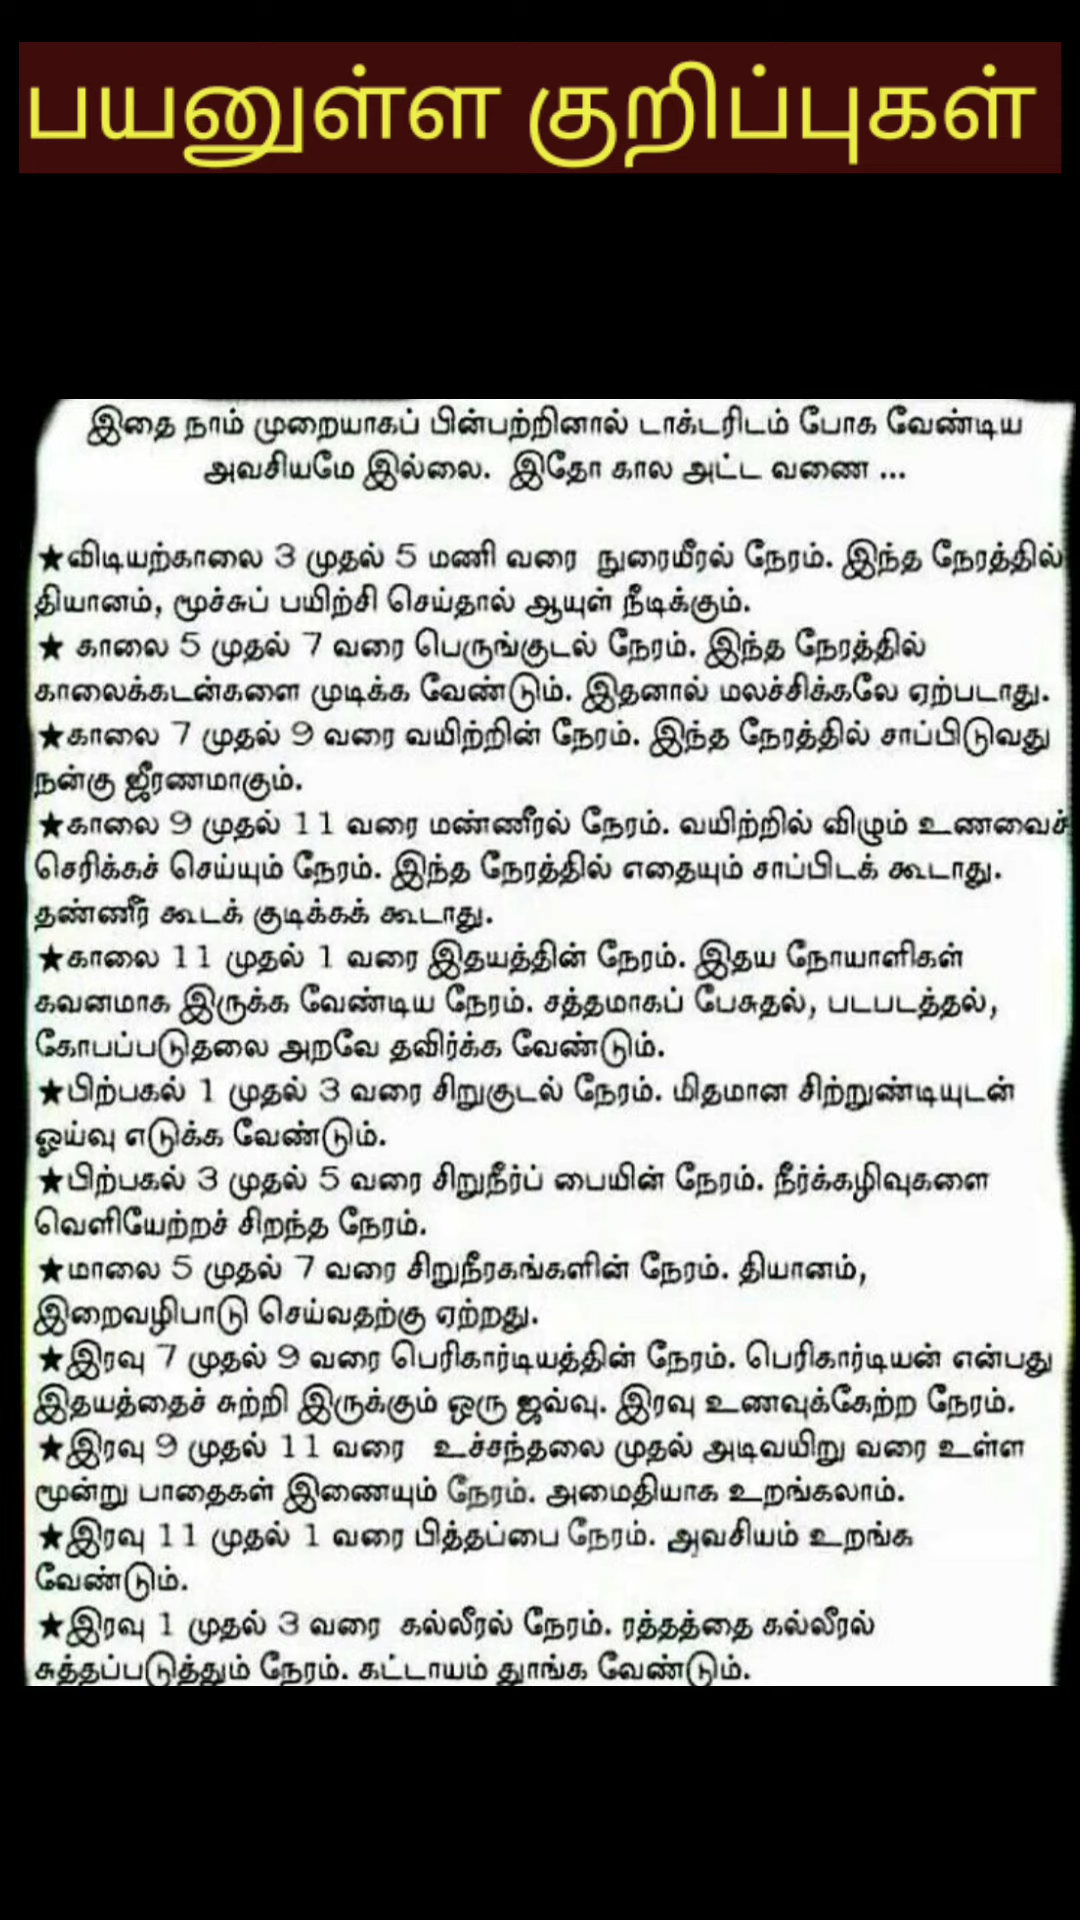 பயனுள்ள குறிப்புகள்
இதை நாம் முறையாகப் பின்பற்றினால் டாக்டரிடம் போக வேண்டிய
அவசியமே இல்லை. இதோ கால அட்ட வணை ...
★விடியற்காலை 3 முதல் 5 மணி வரை நுரையீரல் நேரம். இந்த நேரத்தில்
தியானம், மூச்சுப் பயிற்சி செய்தால் ஆயுள் நீடிக்கும்.
★ காலை 5 முதல் 7 வரை பெருங்குடல் நேரம். இந்த நேரத்தில்
காலைக்கடன்களை முடிக்க வேண்டும். இதனால் மலச்சிக்கலே ஏற்படாது.
★காலை 7 முதல் 9 வரை வயிற்றின் நேரம். இந்த நேரத்தில் சாப்பிடுவது
நன்கு ஜீரணமாகும்.
★காலை 9 முதல் 11 வரை மண்ணீரல் நேரம். வயிற்றில் விழும் உணவைச்
செரிக்கச் செய்யும் நேரம். இந்த நேரத்தில் எதையும் சாப்பிடக் கூடாது.
தண்ணீர் கூடக் குடிக்கக் கூடாது.
★காலை 11 முதல் 1 வரை இதயத்தின் நேரம். இதய நோயாளிகள்
கவனமாக இருக்க வேண்டிய நேரம். சத்தமாகப் பேசுதல், படபடத்தல்,
கோபப்படுதலை அறவே தவிர்க்க வேண்டும்.
★பிற்பகல் 1 முதல் 3 வரை சிறுகுடல் நேரம். மிதமான சிற்றுண்டியுடன்
ஓய்வு எடுக்க வேண்டும்.
★பிற்பகல் 3 முதல் 5 வரை சிறுநீர்ப் பையின் நேரம். நீர்க்கழிவுகளை
வெளியேற்றச் சிறந்த நேரம்.
★மாலை 5 முதல் 7 வரை சிறுநீரகங்களின் நேரம். தியானம்,
இறைவழிபாடு செய்வதற்கு ஏற்றது.
★இரவு 7 முதல் 9 வரை பெரிகார்டியத்தின் நேரம். பெரிகார்டியன் என்பது
இதயத்தைச் சுற்றி இருக்கும் ஒரு ஜவ்வு. இரவு உணவுக்கேற்ற நேரம்.
★இரவு 9 முதல் 11 வரை உச்சந்தலை முதல் அடிவயிறு வரை உள்ள
மூன்று பாதைகள் இணையும் நேரம். அமைதியாக உறங்கலாம்.
★இரவு 11 முதல் 1 வரை பித்தப்பை நேரம். அவசியம் உறங்க
வேண்டும்.
★இரவு 1 முதல் 3 வரை கல்லீரல் நேரம். ரத்தத்தை கல்லீரல்
சுத்தப்படுத்தும் நேரம். கட்டாயம் தூங்க வேண்டும்.